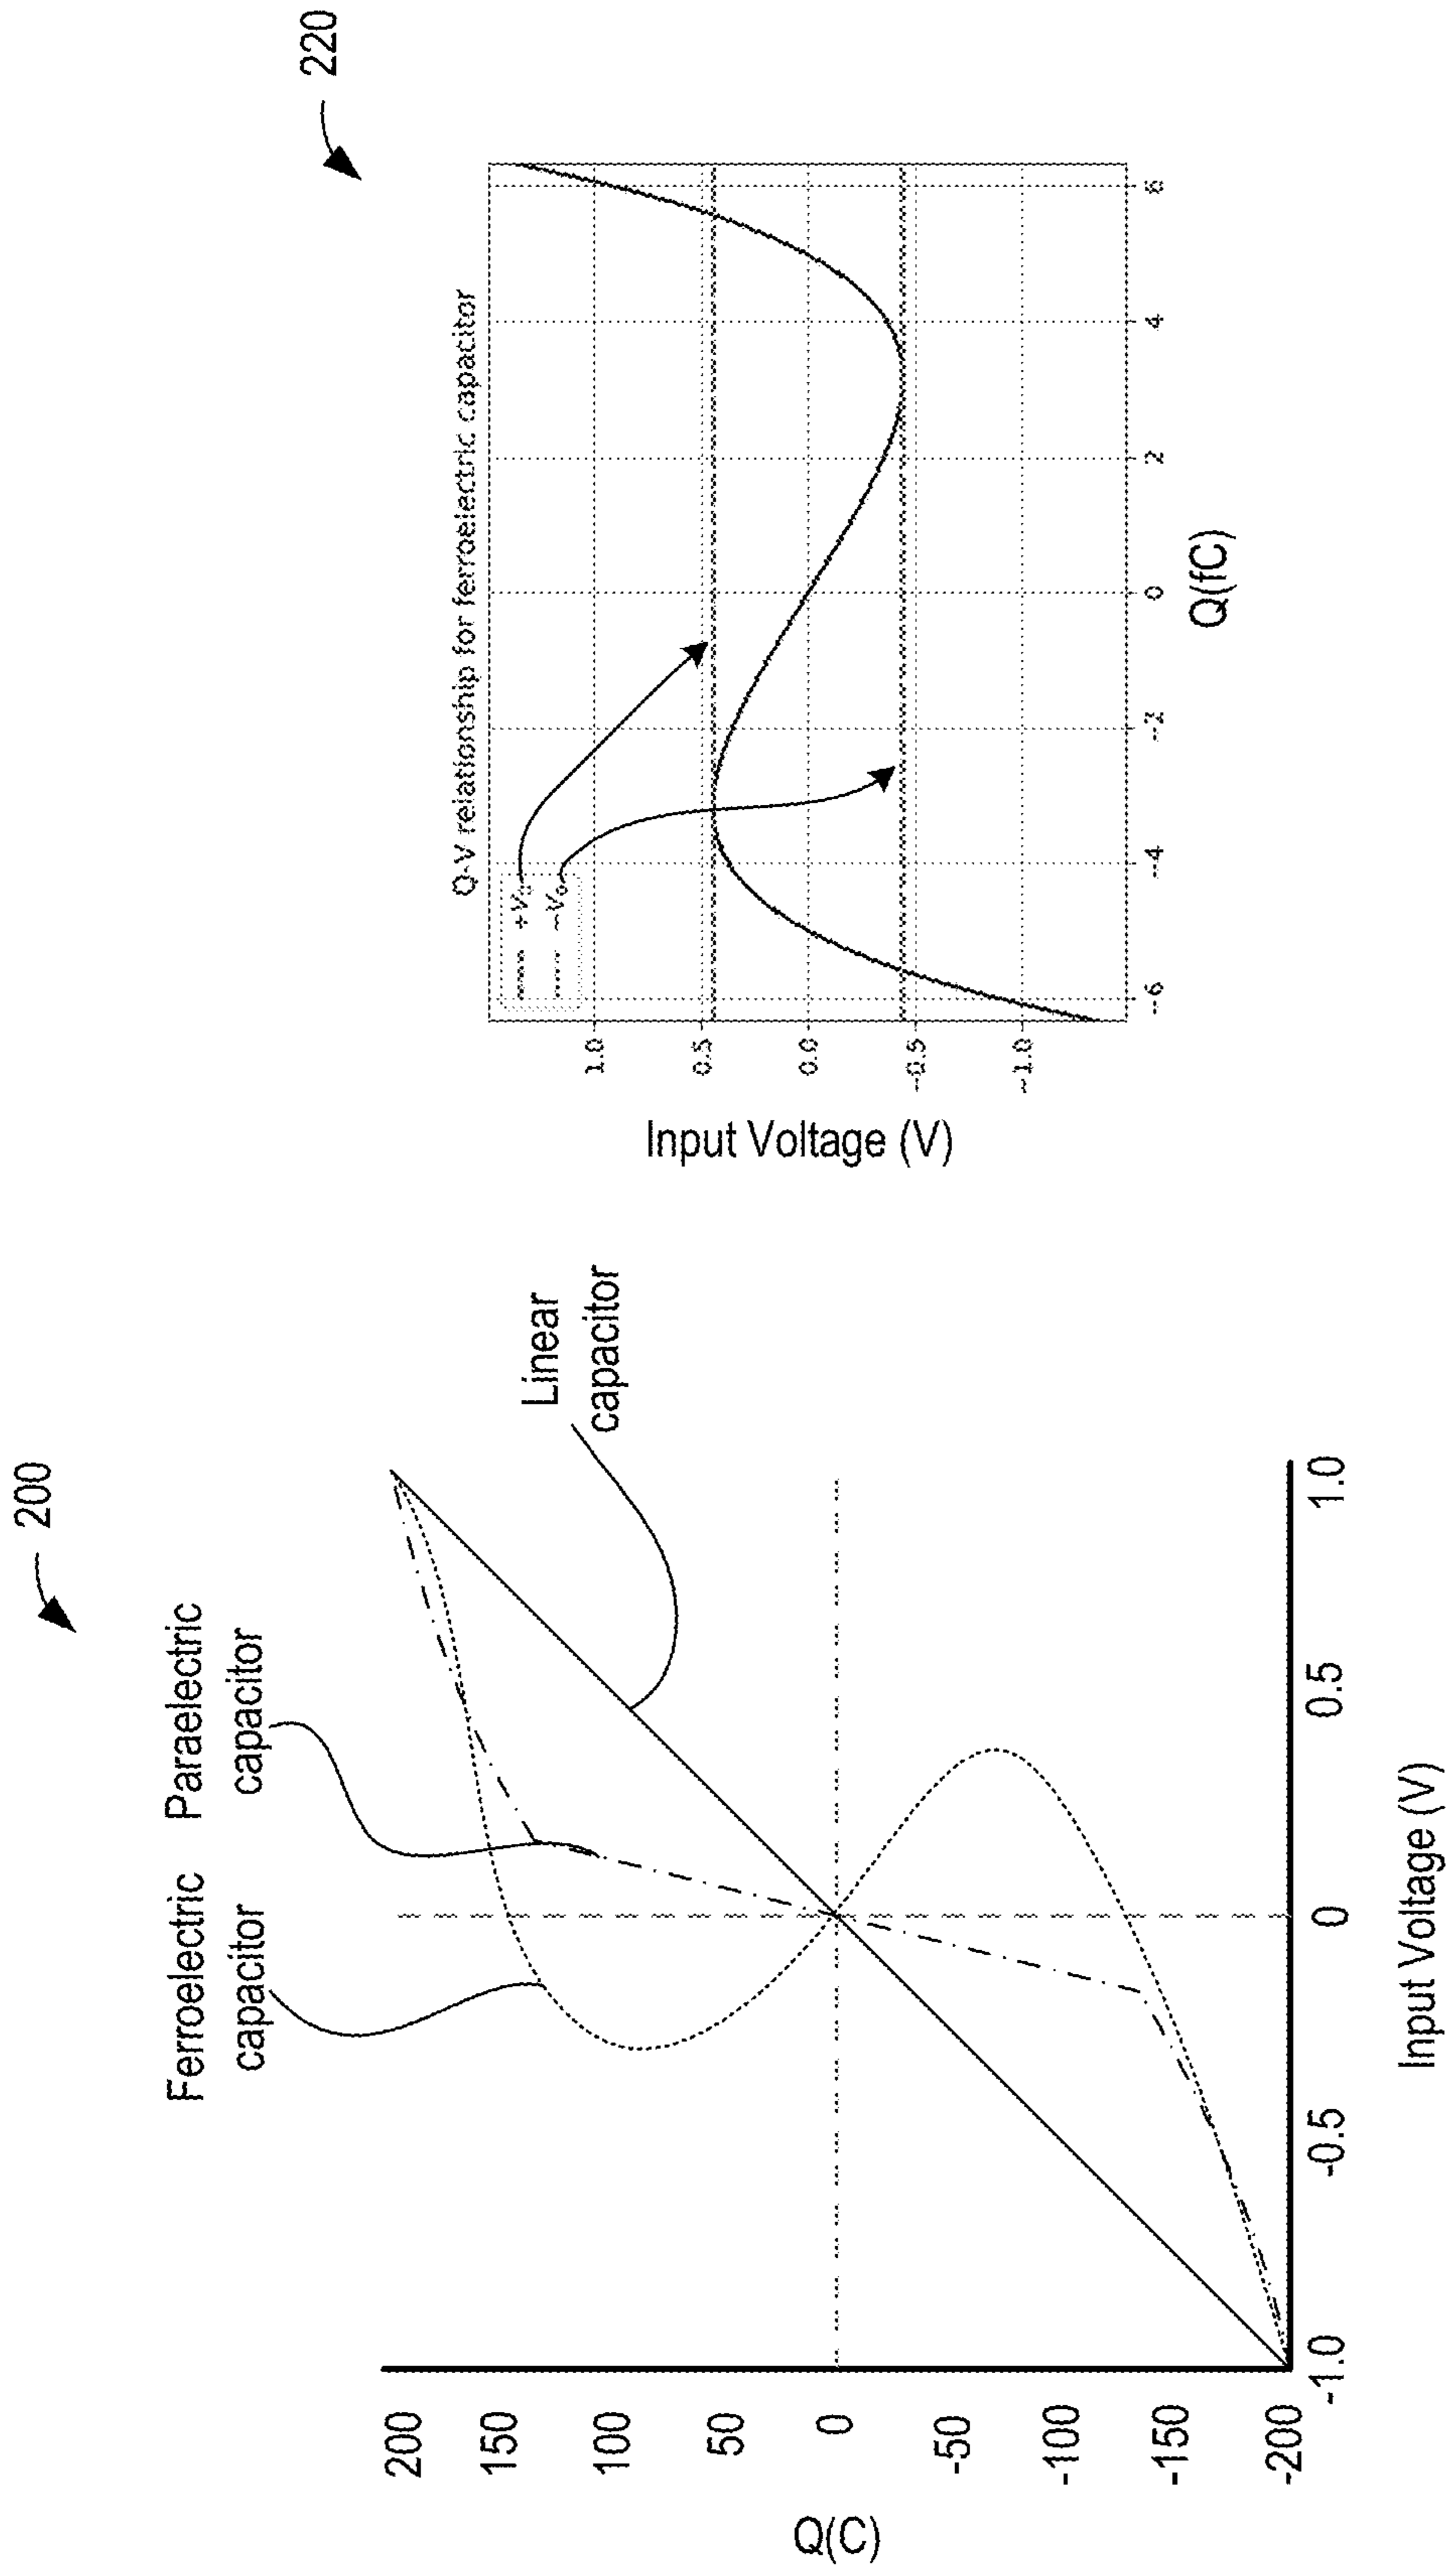 200
Ferroelectric
capacitor
Paraelectric
capacitor
Linear
capacitor
Q(C)
200
150
100
50
0
-50
-100
-150
-200
-1.0
-0.5
0
0.5
1.0
Input Voltage (V)
220
Q-V relationship for ferroelectric capacitor
+V₀
-V₀
Input Voltage (V)
1.0
0.5
0.0
-0.5
-1.0
-6
-4
-2
0
2
4
6
Q(fC)